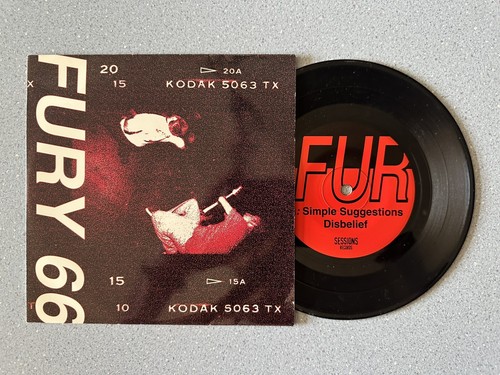 FURY 66
20
▷ 20A
X
15
KODAK 5063 TX
15
▷ 15A
10
KODAK 5063 TX
FUR
: Simple Suggestions
Disbelief
SESSIONS
RECORDS